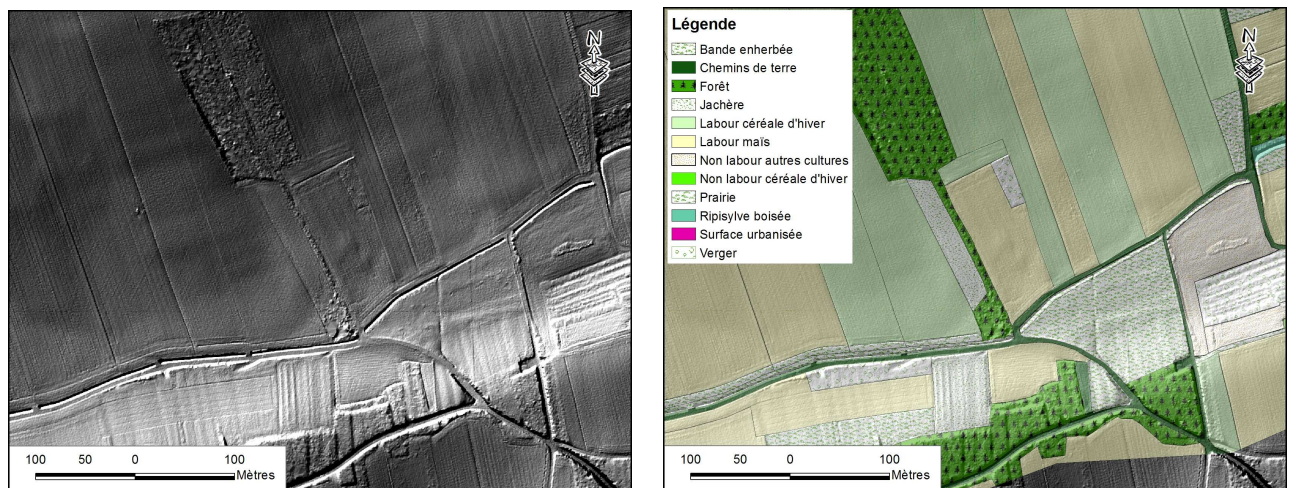 N
100 50 0 100
Mètres
Légende
Bande enherbée
Chemins de terre
Forêt
Jachère
Labour céréale d'hiver
Labour maïs
Non labour autres cultures
Non labour céréale d'hiver
Prairie
Ripisylve boisée
Surface urbanisée
Verger
N
100 50 0 100
Mètres